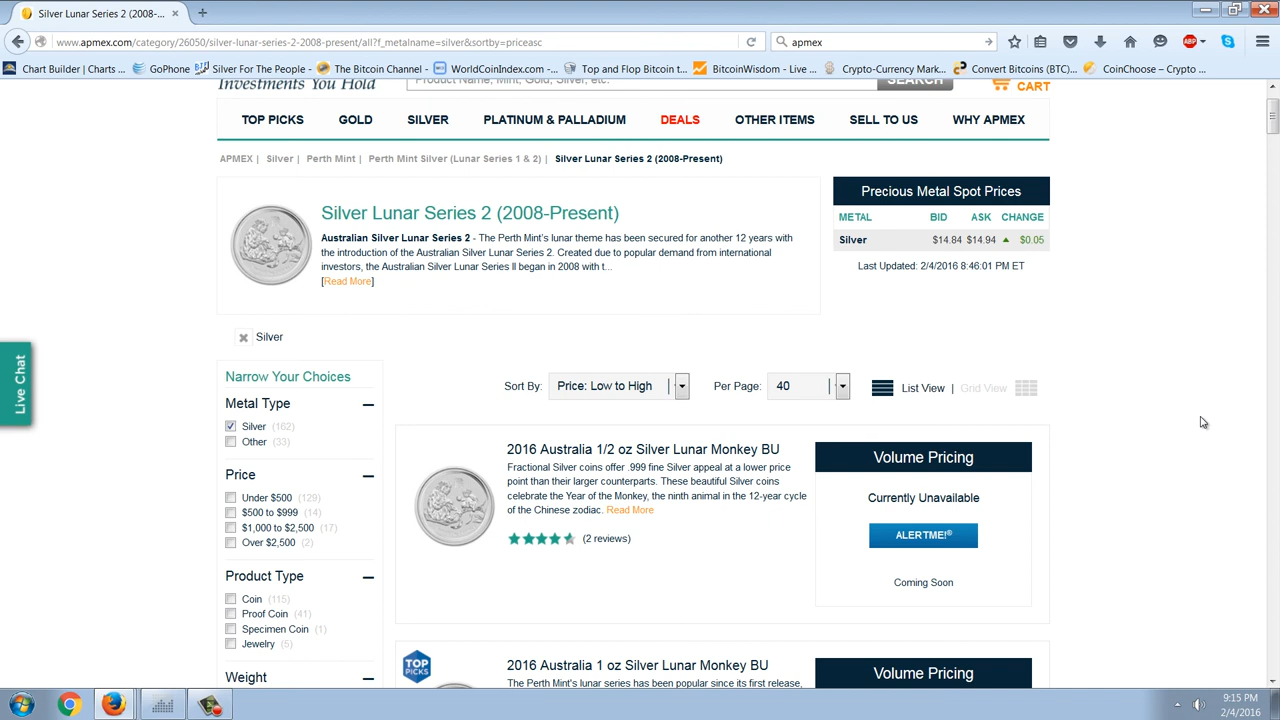 Silver Lunar Series 2 (2008-...
www.apmex.com/category/26050/silver-lunar-series-2-2008-present/all?f_metalname=silver&sortby=priceasc
apmex
Chart Builder | Charts ...
GoPhone
Silver For The People - ...
The Bitcoin Channel - ...
WorldCoinIndex.com - ...
Top and Flop Bitcoin t...
BitcoinWisdom - Live ...
Crypto-Currency Mark...
Convert Bitcoins (BTC)...
CoinChoose – Crypto ...
Investments You Hold
Product Name, Mint, Gold, Silver, etc.
SEARCH
CART
TOP PICKS
GOLD
SILVER
PLATINUM & PALLADIUM
DEALS
OTHER ITEMS
SELL TO US
WHY APMEX
APMEX | Silver | Perth Mint | Perth Mint Silver (Lunar Series 1 & 2) | Silver Lunar Series 2 (2008-Present)
Silver Lunar Series 2 (2008-Present)
Australian Silver Lunar Series 2 - The Perth Mint's lunar theme has been secured for another 12 years with
the introduction of the Australian Silver Lunar Series 2. Created due to popular demand from international
investors, the Australian Silver Lunar Series II began in 2008 with t...
[Read More]
Precious Metal Spot Prices
METAL BID ASK CHANGE
Silver $14.84 $14.94 $0.05
Last Updated: 2/4/2016 8:46:01 PM ET
Silver
Live Chat
Narrow Your Choices
Metal Type
Silver (162)
Other (33)
Price
Under $500 (129)
$500 to $999 (14)
$1,000 to $2,500 (17)
Over $2,500 (2)
Product Type
Coin (115)
Proof Coin (41)
Specimen Coin (1)
Jewelry (5)
Weight
Sort By: Price: Low to High
Per Page: 40
List View | Grid View
2016 Australia 1/2 oz Silver Lunar Monkey BU
Fractional Silver coins offer .999 fine Silver appeal at a lower price
point than their larger counterparts. These beautiful Silver coins
celebrate the Year of the Monkey, the ninth animal in the 12-year cycle
of the Chinese zodiac. Read More
(2 reviews)
Volume Pricing
Currently Unavailable
ALERTME!®
Coming Soon
TOP
PICKS
2016 Australia 1 oz Silver Lunar Monkey BU
The Perth Mint's lunar series has been popular since its first release,
Volume Pricing
ABP
9:15 PM
2/4/2016